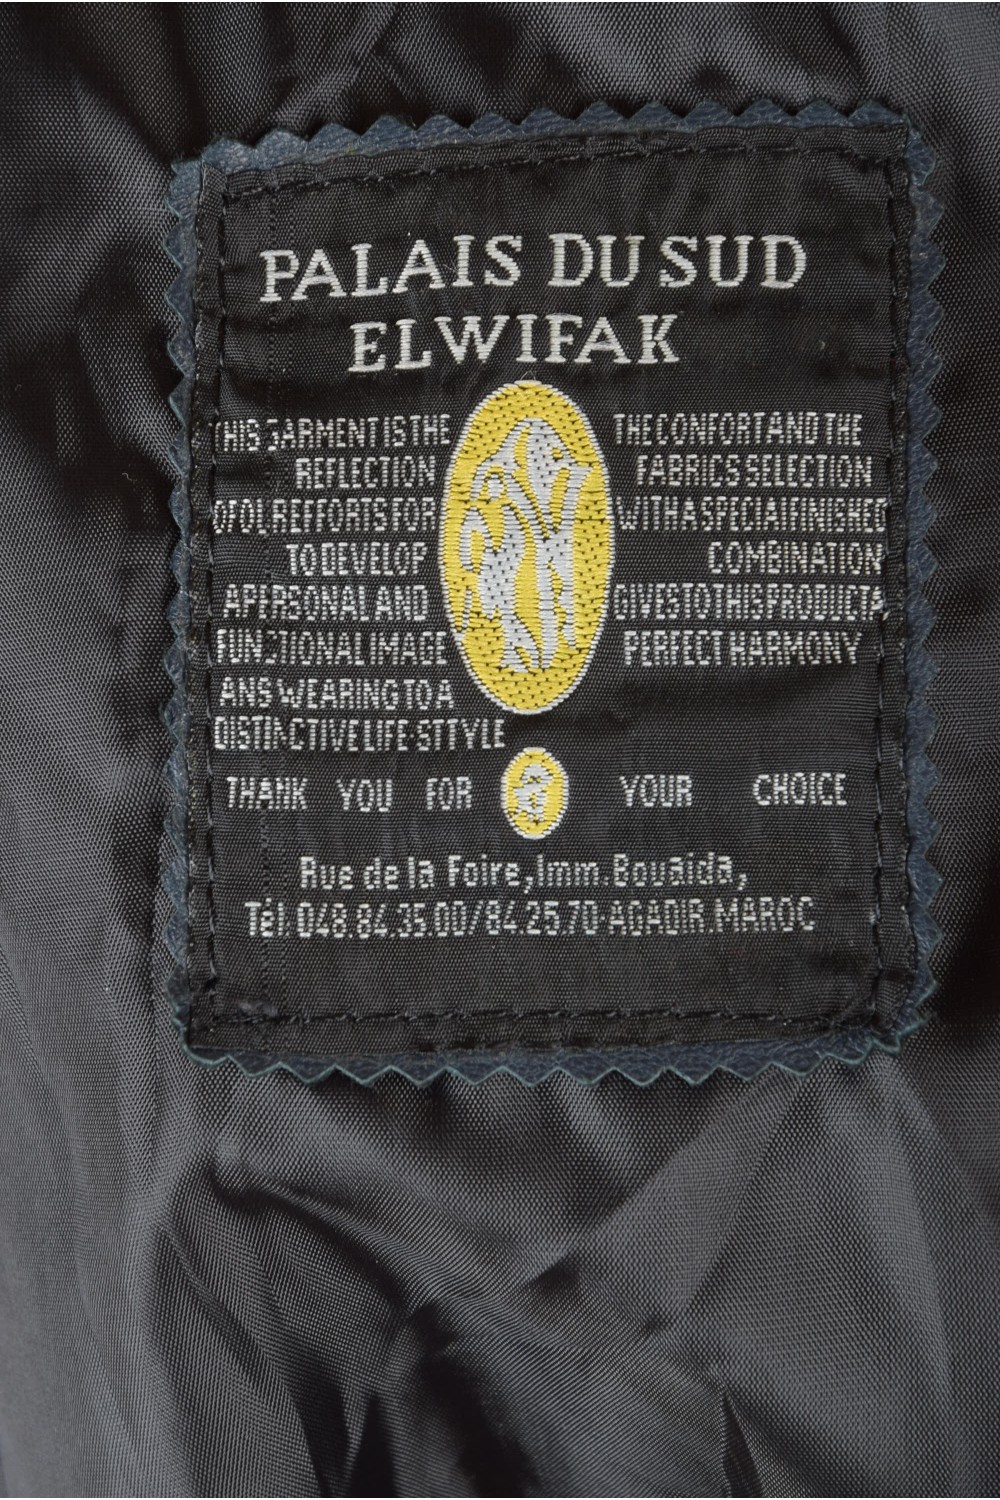 PALAIS DU SUD
ELWIFAK
THIS GARMENT IS THE
REFLECTION
OF OUR EFFORTS FOR
TO DEVELOP
A PERSONAL AND
FUNCTIONAL IMAGE
ANS WEARING TO A
DISTINCTIVE LIFE-STTYLE
THE CONFORT AND THE
FABRICS SELECTION
WITH A SPECIAL FINISHED
COMBINATION
GIVES TO THIS PRODUCT A
PERFECT HARMONY
THANK YOU FOR YOUR CHOICE
Rue de la Foire, Imm. Bouaida,
Tél. 048.84.35.00/84.25.70-AGADIR.MAROC